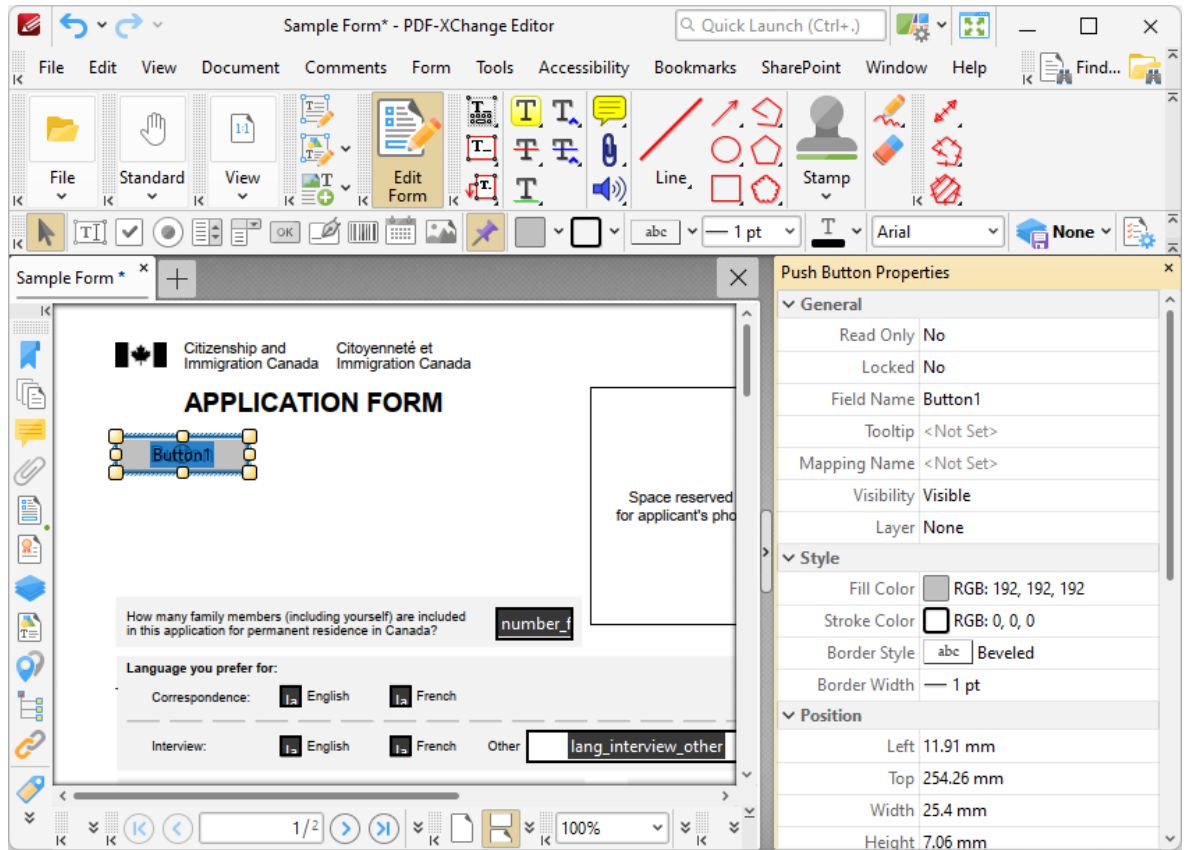 Sample Form* - PDF-XChange Editor
Quick Launch (Ctrl+.)
File Edit View Document Comments Form Tools Accessibility Bookmarks SharePoint Window Help Find...
File Standard View Edit Form Line Stamp
OK abc 1 pt T Arial None
Sample Form *
Push Button Properties
General
Read Only No
Locked No
Field Name Button1
Tooltip <Not Set>
Mapping Name <Not Set>
Visibility Visible
Layer None
Style
Fill Color RGB: 192, 192, 192
Stroke Color RGB: 0, 0, 0
Border Style abc Beveled
Border Width 1 pt
Position
Left 11.91 mm
Top 254.26 mm
Width 25.4 mm
Height 7.06 mm
Citizenship and Citoyenneté et
Immigration Canada Immigration Canada
APPLICATION FORM
Button1
Space reserved
for applicant's pho
How many family members (including yourself) are included
in this application for permanent residence in Canada?
number_f
Language you prefer for:
Correspondence: la English la French
Interview: la English la French Other lang_interview_other
1/2
100%